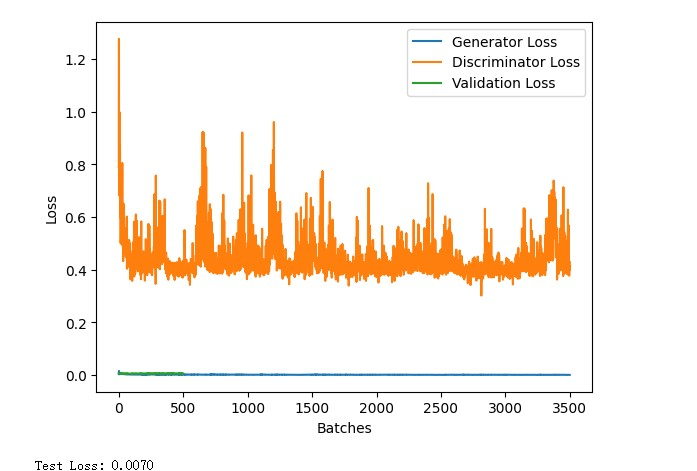 Generator Loss
Discriminator Loss
Validation Loss
1.2
1.0
0.8
0.6
0.4
0.2
0.0
Loss
0 500 1000 1500 2000 2500 3000 3500
Batches
Test Loss: 0.0070